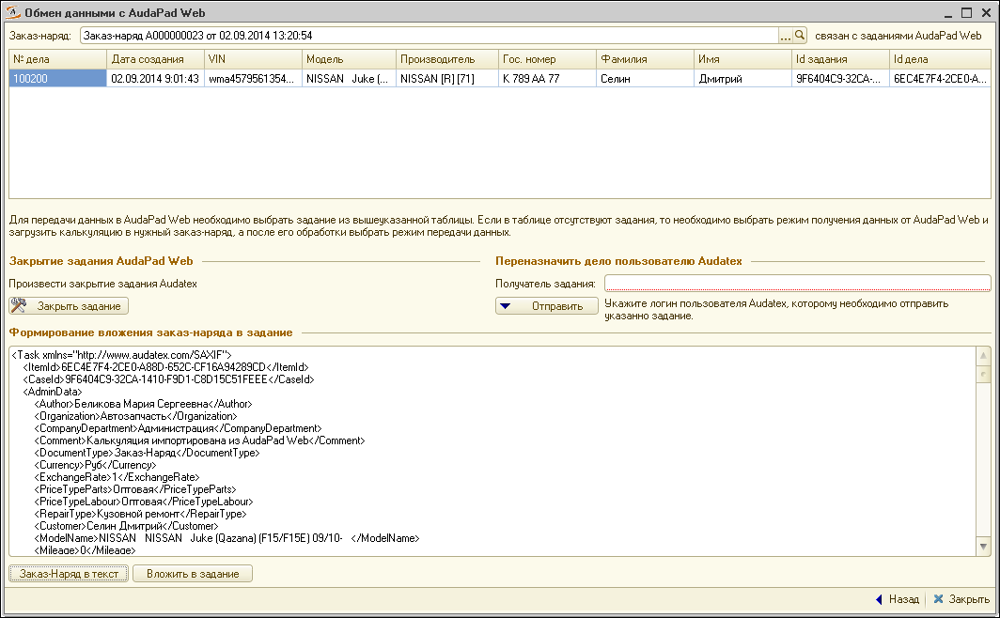 Обмен данными с AudaPad Web
Заказ-наряд: Заказ-наряд А000000023 от 02.09.2014 13:20:54 ... связан с заданиями AudaPad Web
№ дела Дата создания VIN Модель Производитель Гос. номер Фамилия Имя Id задания Id дела
100200 02.09.2014 9:01:43 wma4579561354... NISSAN Juke (... NISSAN [R] [71] К 789 АА 77 Селин Дмитрий 9F6404C9-32CA-... 6EC4E7F4-2CE0-A...
Для передачи данных в AudaPad Web необходимо выбрать задание из вышеуказанной таблицы. Если в таблице отсутствуют задания, то необходимо выбрать режим получения данных от AudaPad Web и
загрузить калькуляцию в нужный заказ-наряд, а после его обработки выбрать режим передачи данных.
Закрытие задания AudaPad Web
Произвести закрытие задания Audatex
Закрыть задание
Переназначить дело пользователю Audatex
Получатель задания:
Отправить
Укажите логин пользователя Audatex, которому необходимо отправить
указанно задание.
Формирование вложения заказ-наряда в задание
<Task xmlns="http://www.audatex.com/SAXIF">
<ItemId>6EC4E7F4-2CE0-A88D-652C-CF16A94289CD</ItemId>
<CaseId>9F6404C9-32CA-1410-F9D1-C8D15C51FEEE</CaseId>
<AdminData>
<Author>Беликова Мария Сергеевна</Author>
<Organization>Автозапчасть</Organization>
<CompanyDepartment>Администрация</CompanyDepartment>
<Comment>Калькуляция импортирована из AudaPad Web</Comment>
<DocumentType>Заказ-Наряд</DocumentType>
<Currency>Руб</Currency>
<ExchangeRate>1</ExchangeRate>
<PriceTypeParts>Оптовая</PriceTypeParts>
<PriceTypeLabour>Оптовая</PriceTypeLabour>
<RepairType>Кузовной ремонт</RepairType>
<Customer>Селин Дмитрий</Customer>
<ModelName>NISSAN NISSAN Juke (Qazana) (F15/F15E) 09/10- </ModelName>
<Mileage>0</Mileage>
Заказ-Наряд в текст Вложить в задание
Назад Закрыть